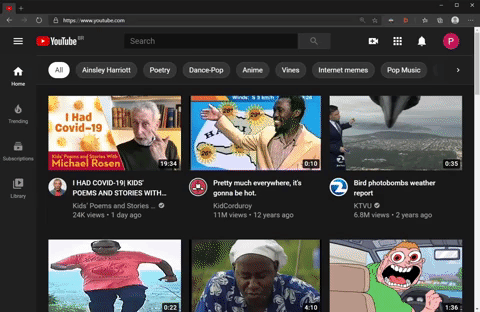 https://www.youtube.com
YouTube
Search
P
All
Ainsley Harriott
Poetry
Dance-Pop
Anime
Vines
Internet memes
Pop Music
Home
Trending
Subscriptions
Library
I Had
Covid-19
Kids' Poems and Stories With
Michael Rosen
19:34
0:10
0:35
I HAD COVID-19| KIDS'
POEMS AND STORIES WITH...
Kids' Poems and Stories ...
24K views • 1 day ago
Pretty much everywhere, it's
gonna be hot.
KidCorduroy
11M views • 12 years ago
Bird photobombs weather
report
KTVU
6.8M views • 2 years ago
0:22
4:10
1:36